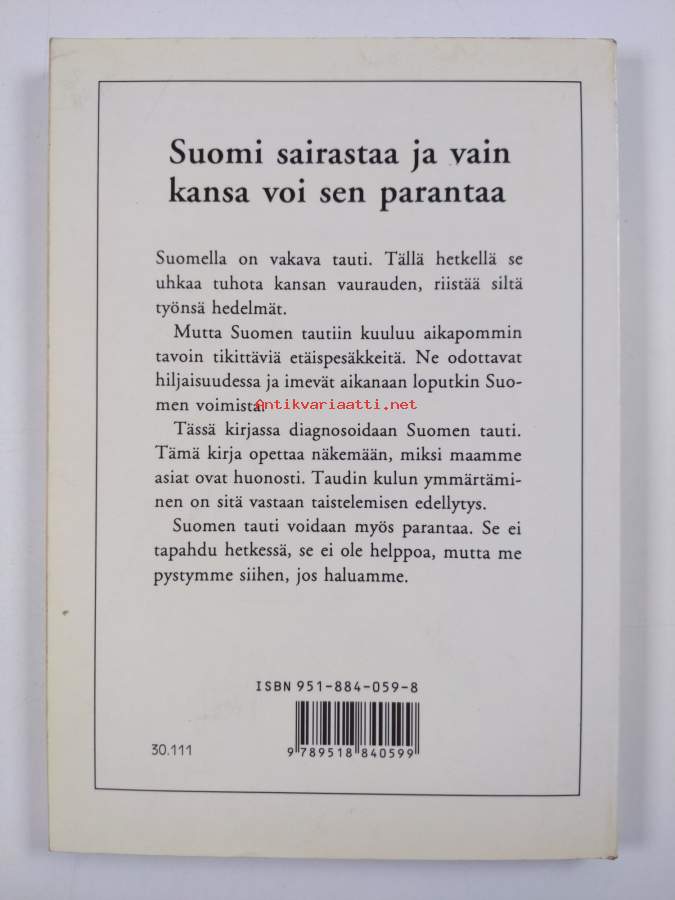 Suomi sairastaa ja vain
kansa voi sen parantaa
Suomella on vakava tauti. Tällä hetkellä se
uhkaa tuhota kansan vaurauden, riistää siltä
työnsä hedelmät.
Mutta Suomen tautiin kuuluu aikapommin
tavoin tikittäviä etäispesäkkeitä. Ne odottavat
hiljaisuudessa ja imevät aikanaan loputkin Suo-
men voimista.
Antikvariaatti.net
Tässä kirjassa diagnosoidaan Suomen tauti.
Tämä kirja opettaa näkemään, miksi maamme
asiat ovat huonosti. Taudin kulun ymmärtämi-
nen on sitä vastaan taistelemisen edellytys.
Suomen tauti voidaan myös parantaa. Se ei
tapahdu hetkessä, se ei ole helppoa, mutta me
pystymme siihen, jos haluamme.
ISBN 951-884-059-8
30.111
9 789518 840599